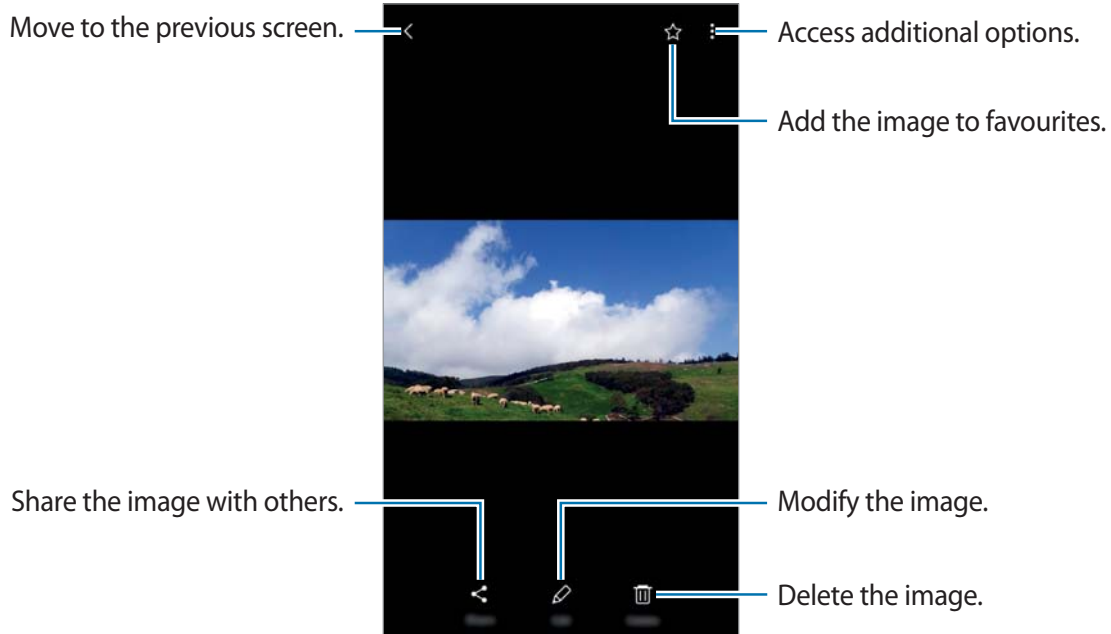 Move to the previous screen.
Access additional options.
Add the image to favourites.
Share the image with others.
Modify the image.
Delete the image.